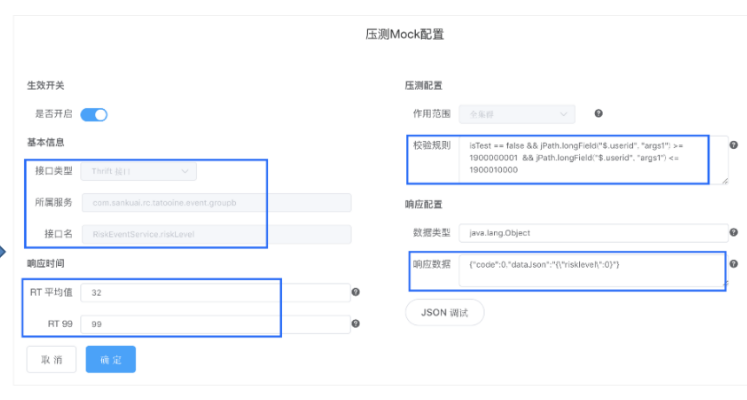 压测Mock配置
生效开关
是否开启
基本信息
接口类型 Thrift 接口
所属服务 com.sankuai.rc.tatooine.event.groupb
接口名 RiskEventService.riskLevel
响应时间
RT 平均值 32
RT 99 99
取 消 确 定
压测配置
作用范围 全集群
校验规则 isTest == false && jPath.longField("$.userid", "args1") >=
1900000001 && jPath.longField("$.userid", "args1") <=
1900010000
响应配置
数据类型 java.lang.Object
响应数据 {"code":0,"dataJson":"{\"risklevel\":0}"}
JSON 调试